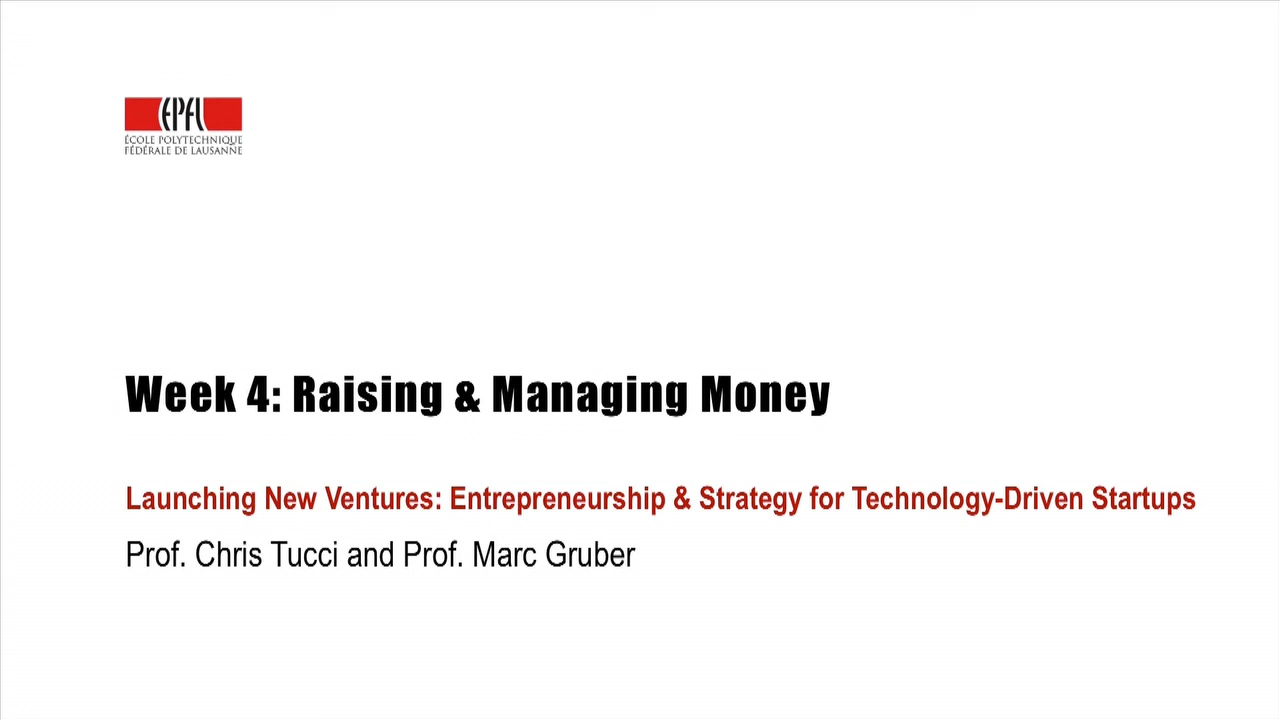 EPFL
ÉCOLE POLYTECHNIQUE
FÉDÉRALE DE LAUSANNE
Week 4: Raising & Managing Money
Launching New Ventures: Entrepreneurship & Strategy for Technology-Driven Startups
Prof. Chris Tucci and Prof. Marc Gruber